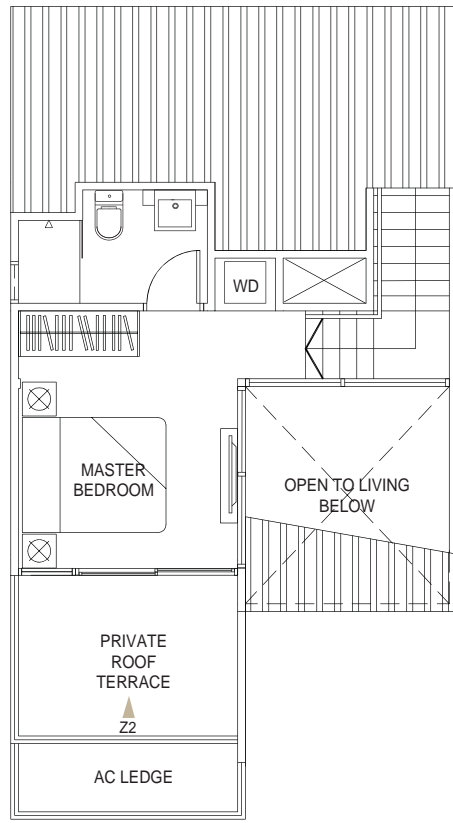 WD
MASTER
BEDROOM
OPEN TO LIVING
BELOW
PRIVATE
ROOF
TERRACE
Z2
AC LEDGE